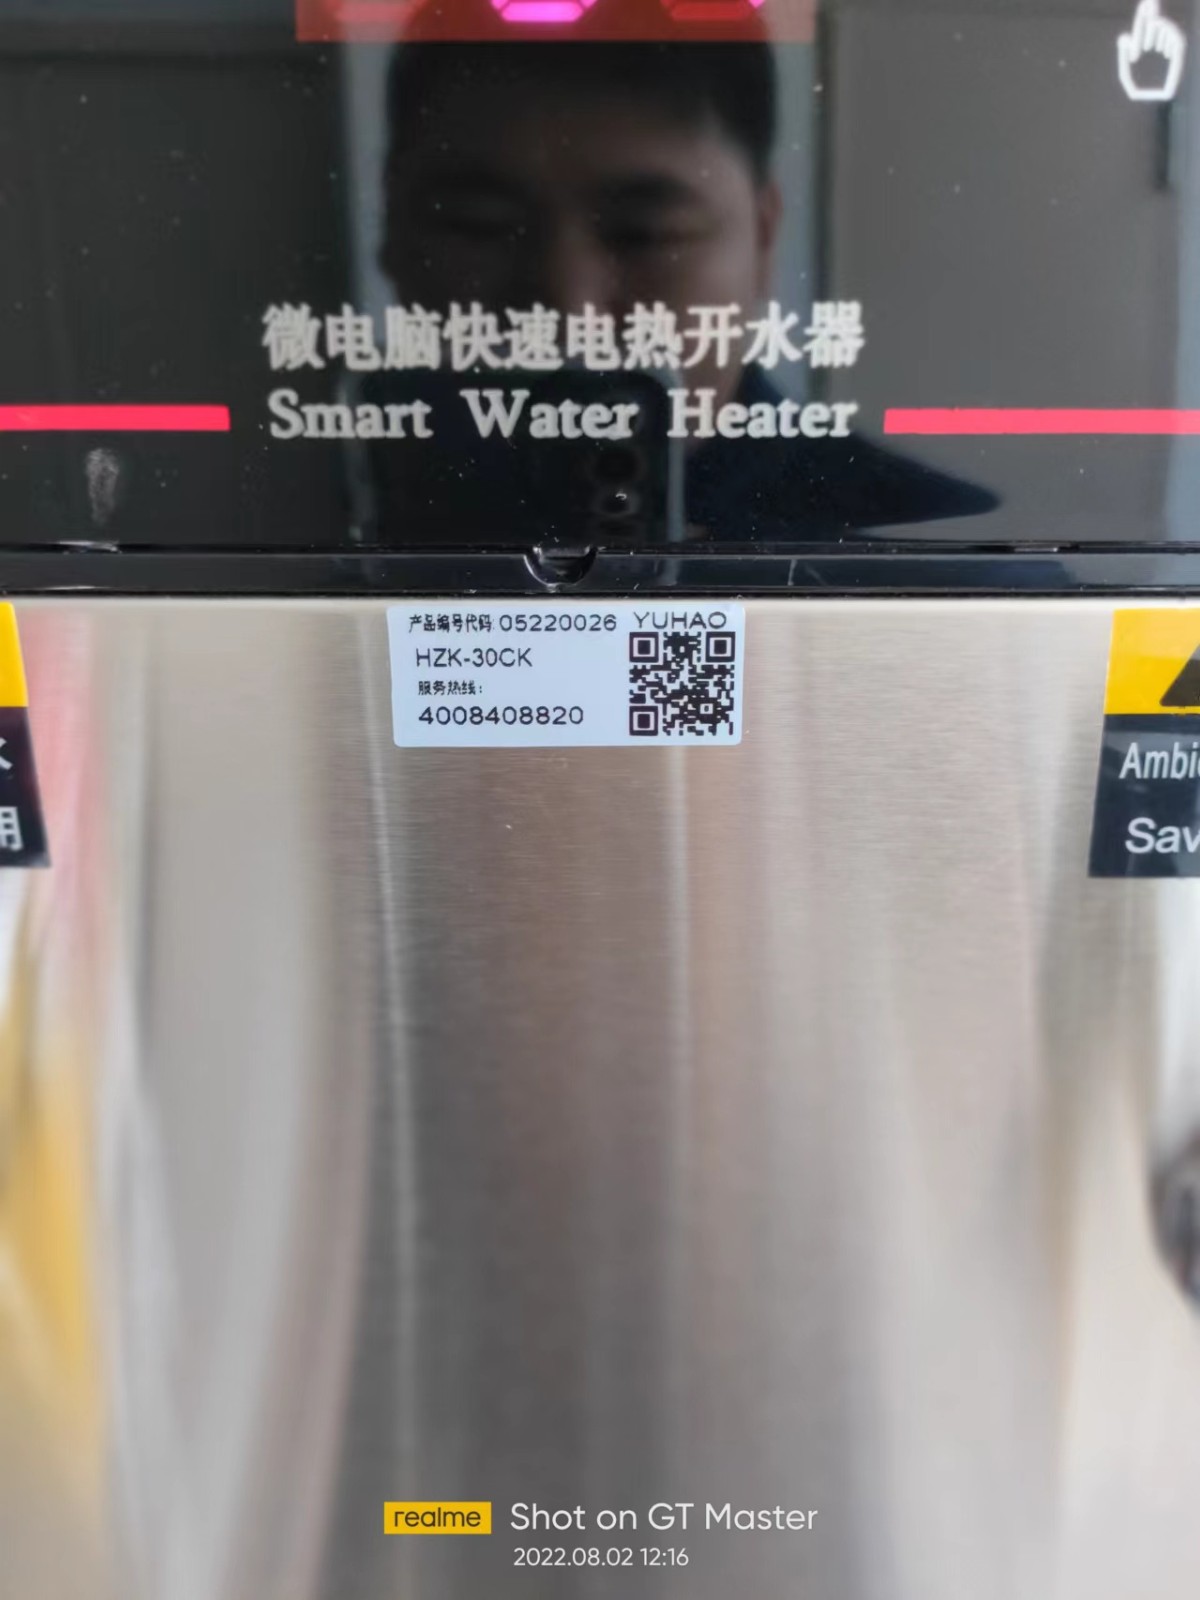 微电脑快速电热开水器
Smart Water Heater
产品编号代码: 05220026 YUHAO
HZK-30CK
服务热线:
4008408820
用
Ambi
Sav
realme Shot on GT Master
2022.08.02 12:16